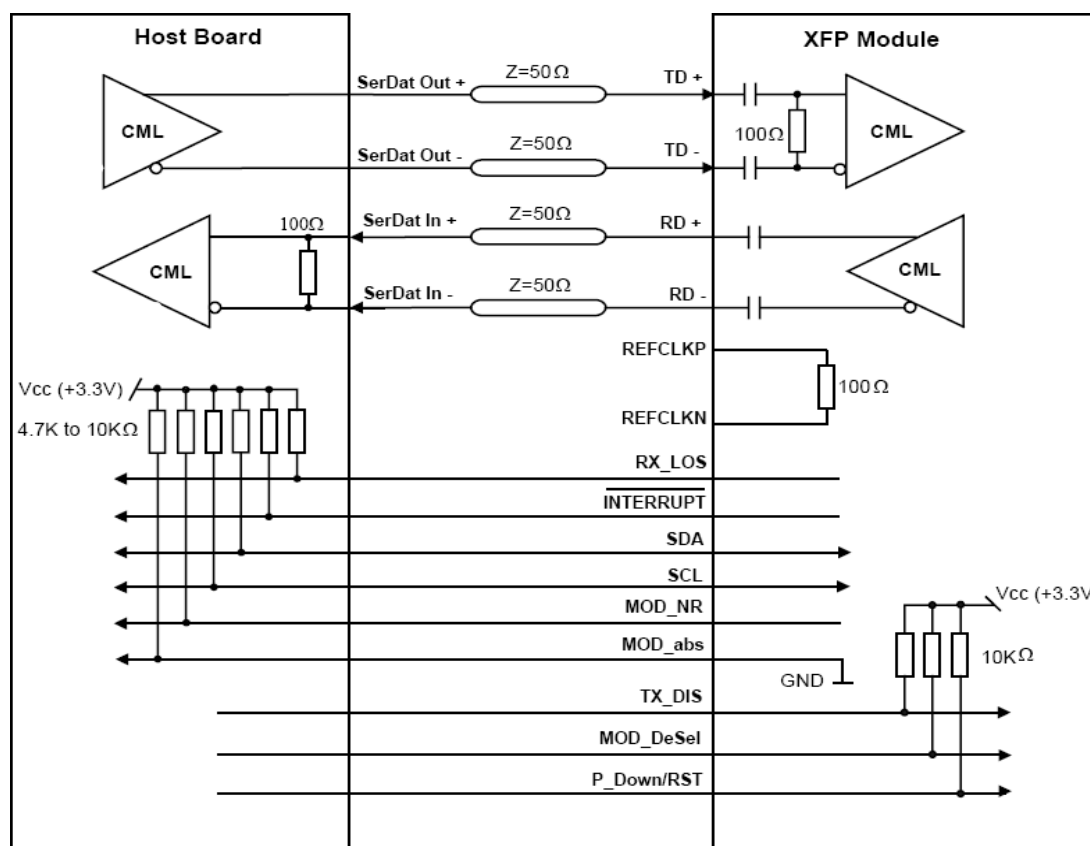 Host Board
XFP Module
SerDat Out +
Z=50Ω
TD +
CML
100Ω
CML
SerDat Out -
Z=50Ω
TD -
SerDat In +
Z=50Ω
RD +
100Ω
CML
CML
SerDat In -
Z=50Ω
RD -
REFCLKP
Vcc (+3.3V)
100Ω
4.7K to 10KΩ
REFCLKN
RX_LOS
INTERRUPT
SDA
SCL
Vcc (+3.3V
MOD_NR
MOD_abs
10KΩ
GND
TX_DIS
MOD_DeSel
P_Down/RST